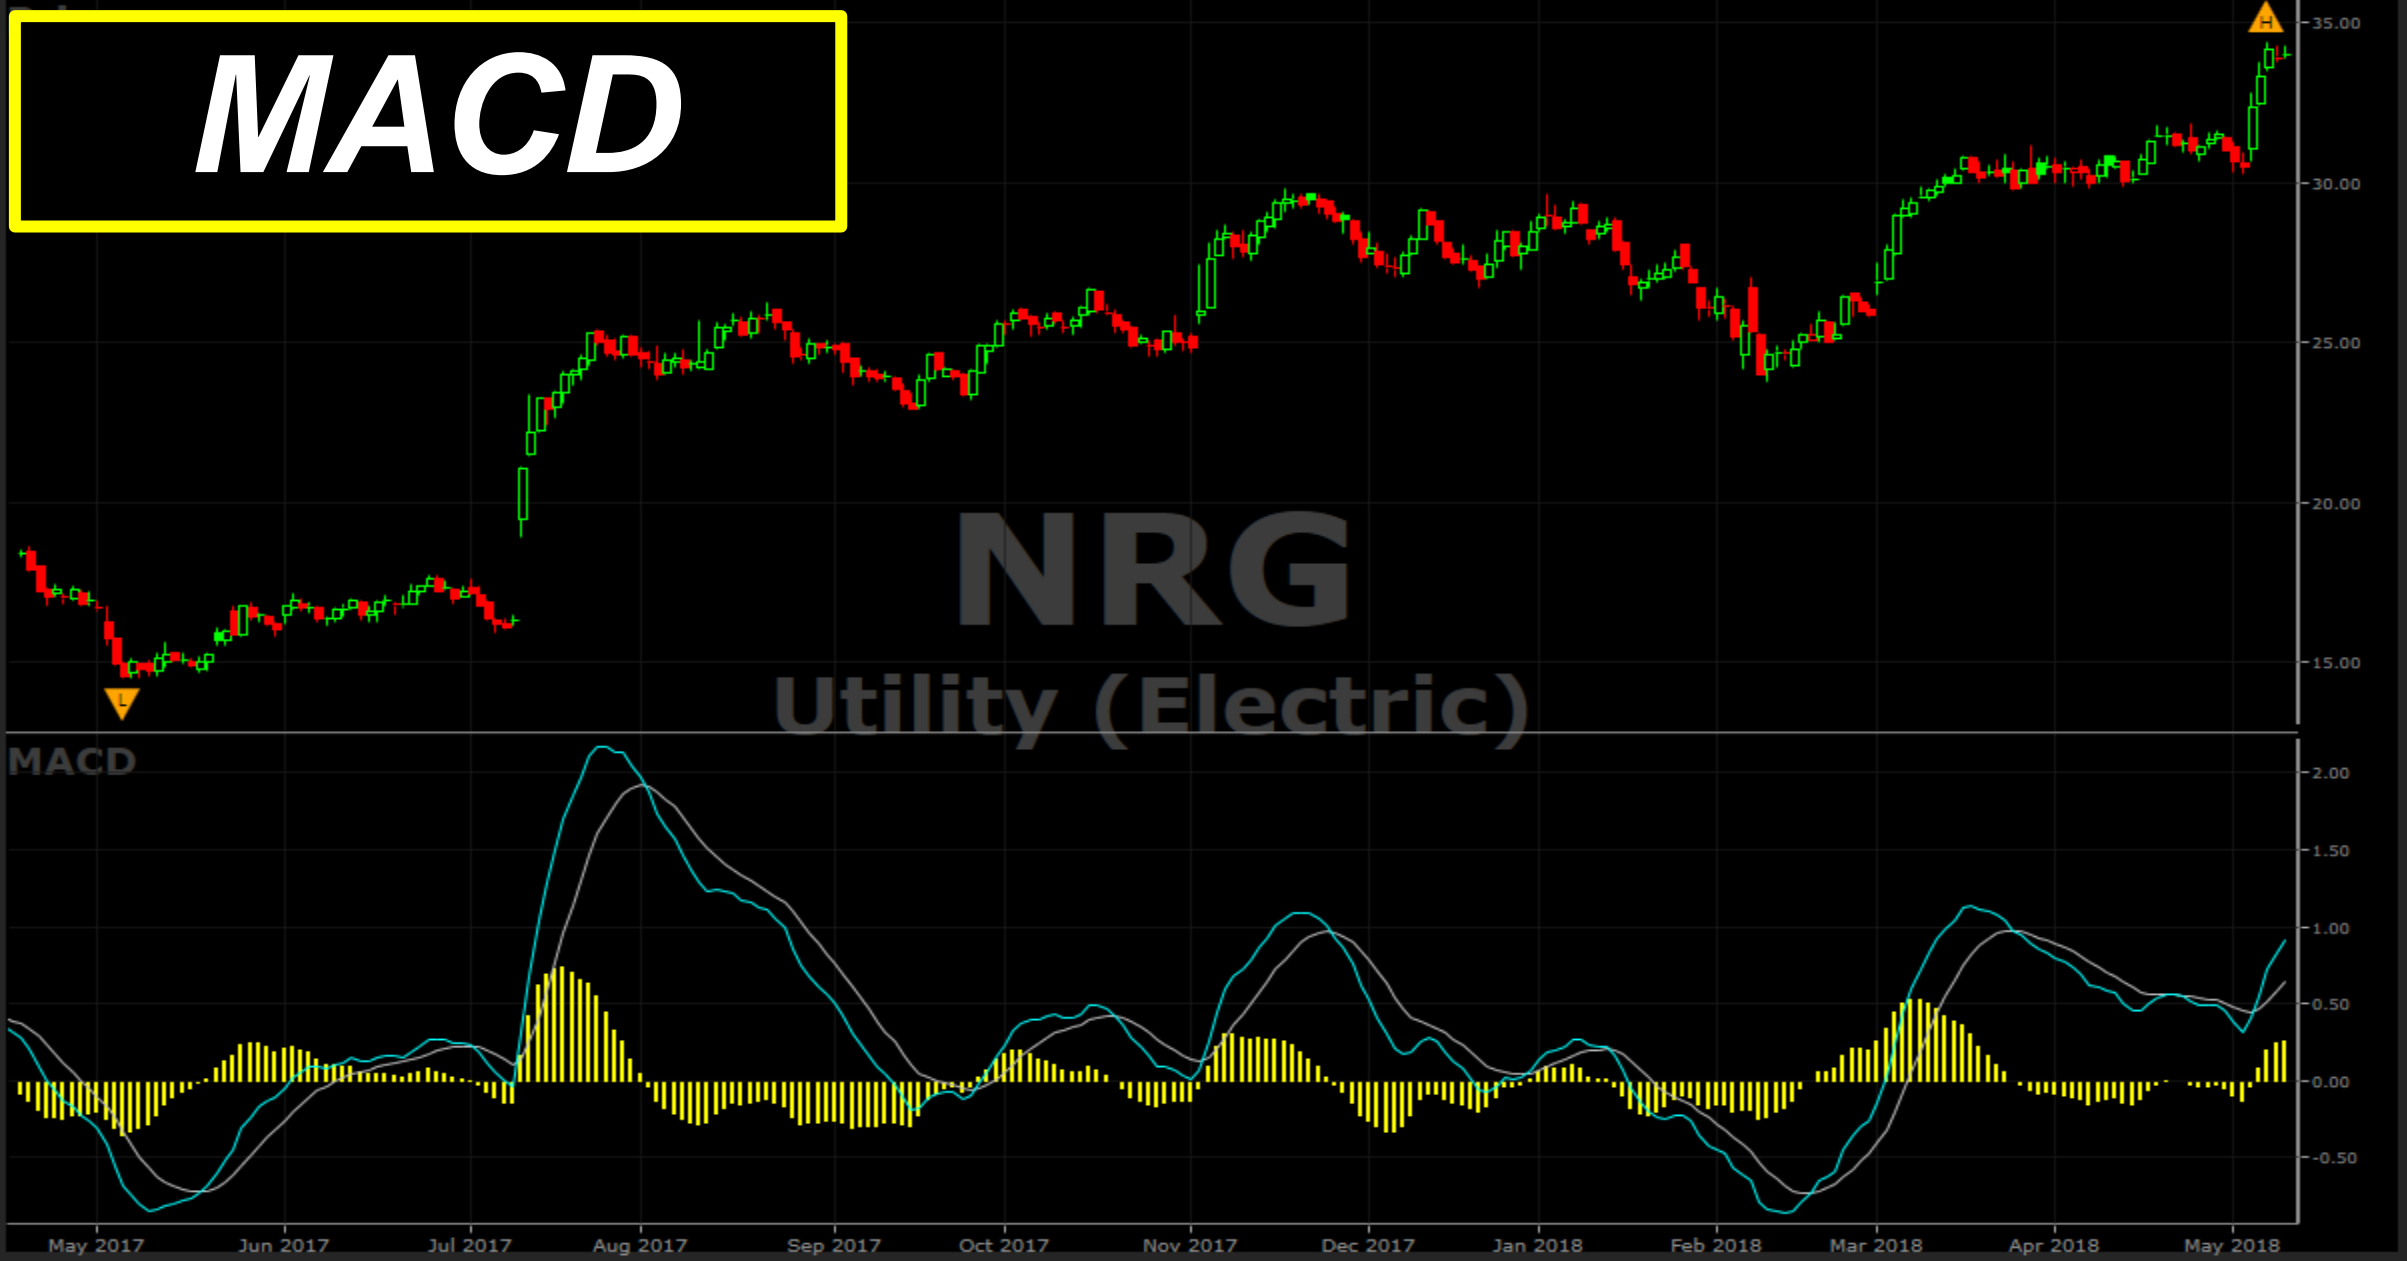 MACD
H
35.00
30.00
25.00
20.00
15.00
NRG
Utility (Electric)
L
MACD
2.00
1.50
1.00
0.50
0.00
-0.50
May 2017 Jun 2017 Jul 2017 Aug 2017 Sep 2017 Oct 2017 Nov 2017 Dec 2017 Jan 2018 Feb 2018 Mar 2018 Apr 2018 May 2018